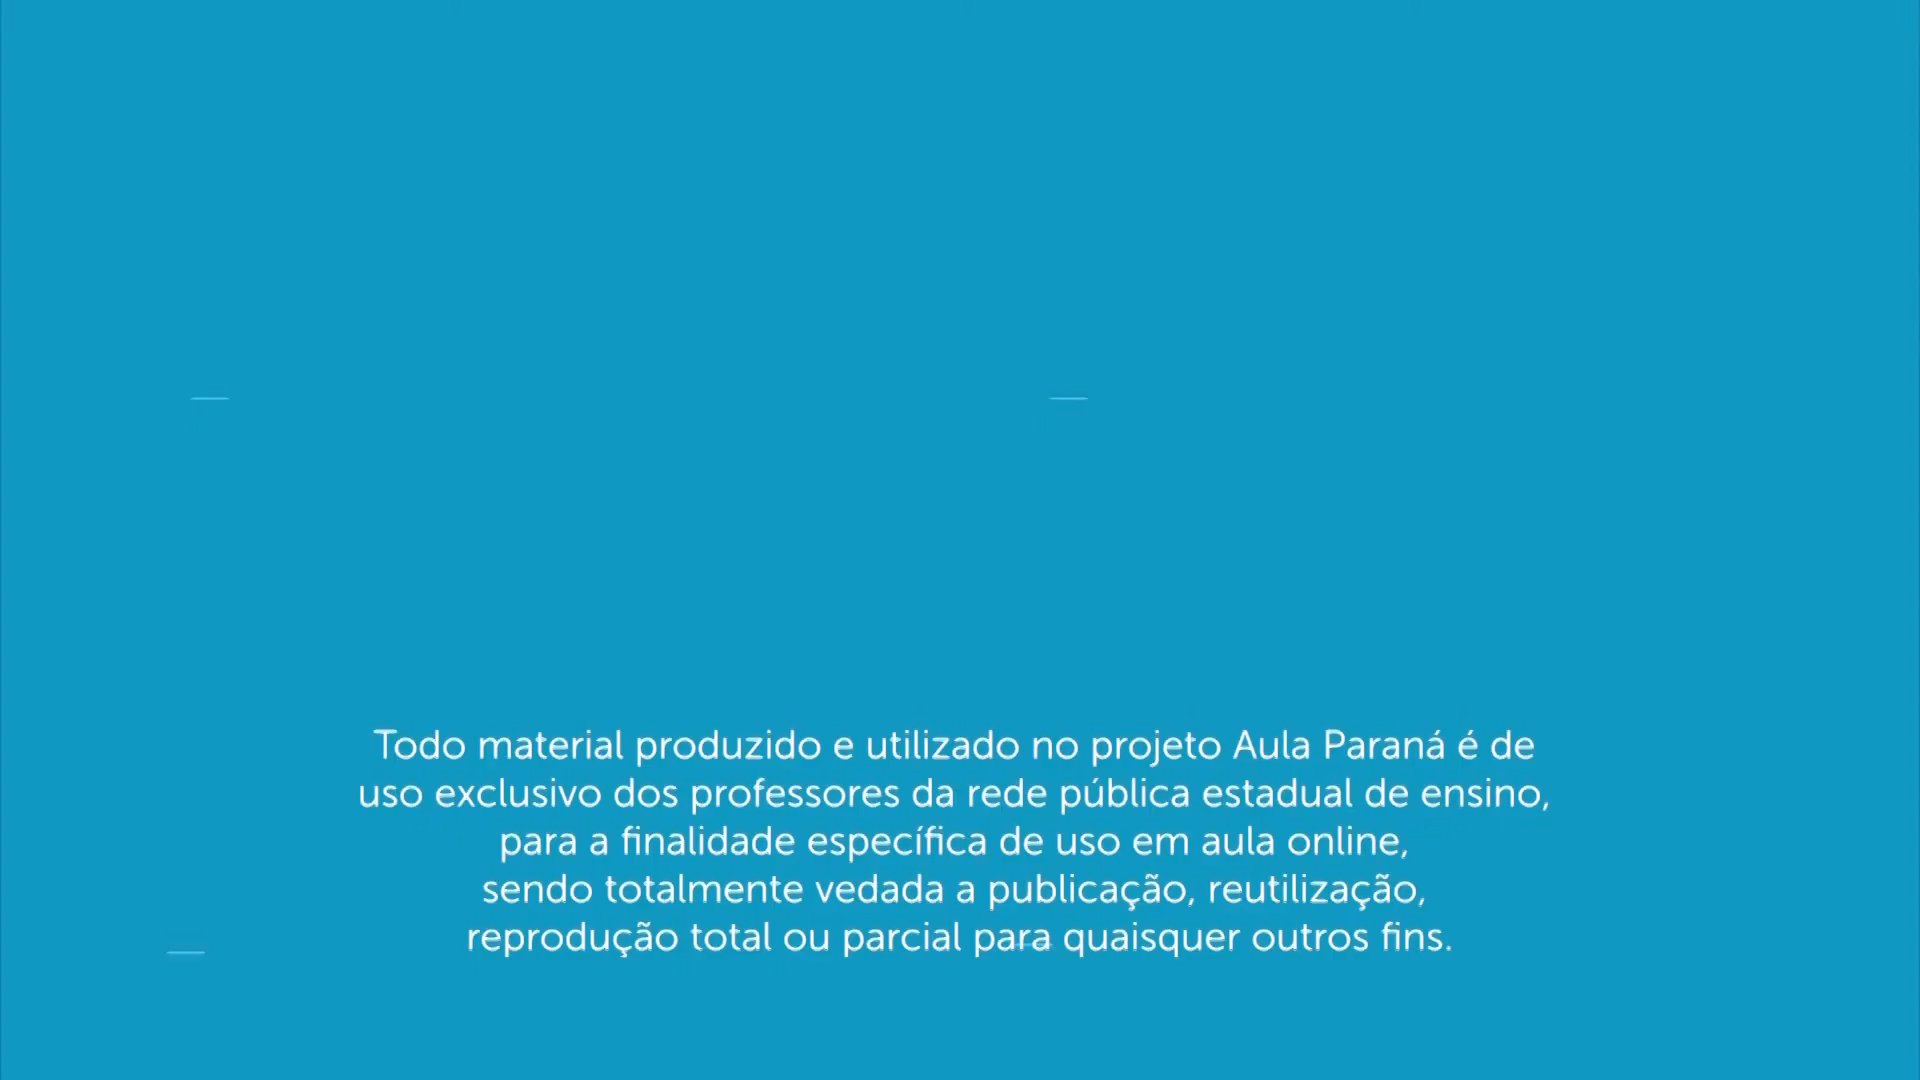 Todo material produzido e utilizado no projeto Aula Paraná é de
uso exclusivo dos professores da rede pública estadual de ensino,
para a finalidade específica de uso em aula online,
sendo totalmente vedada a publicação, reutilização,
reprodução total ou parcial para quaisquer outros fins.